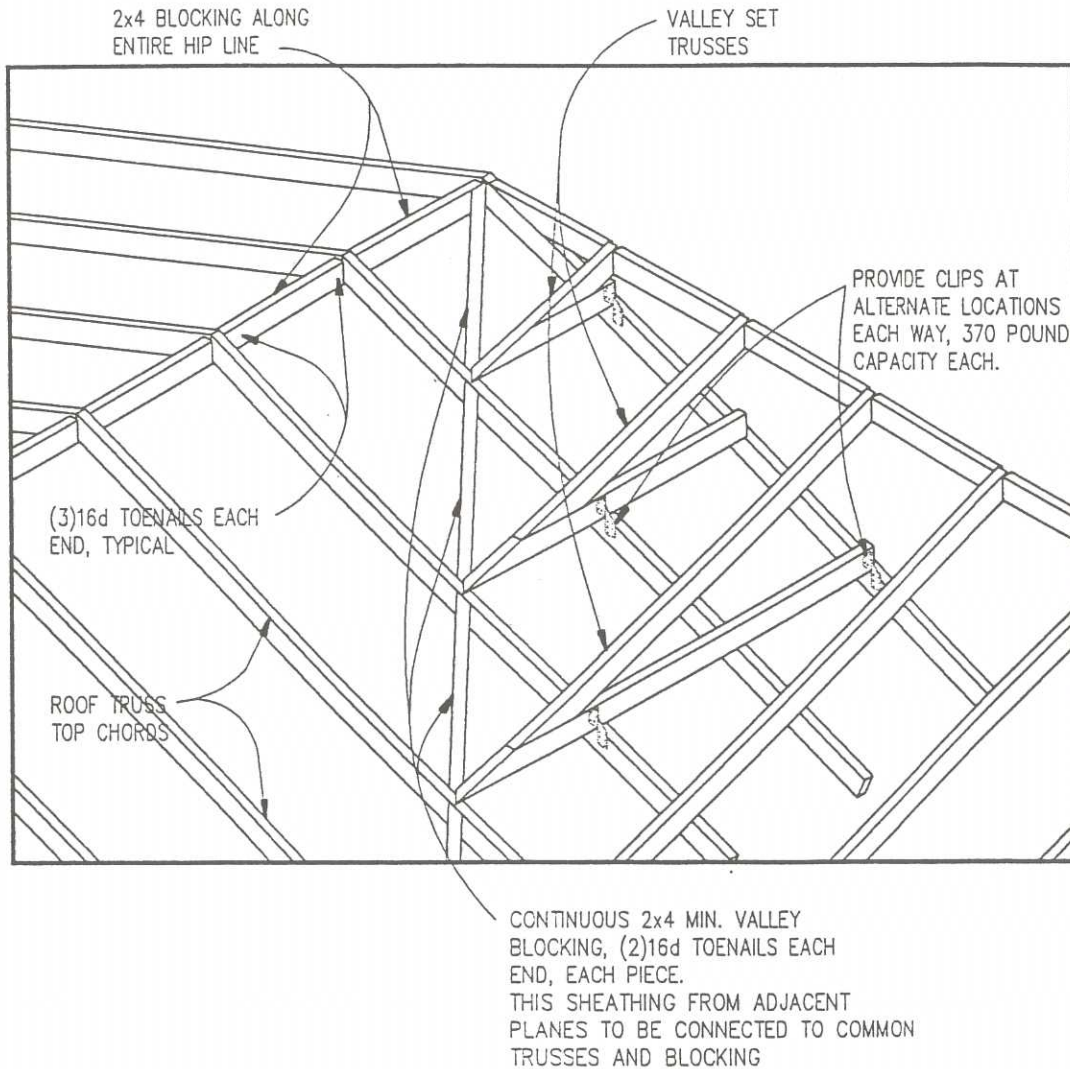 2x4 BLOCKING ALONG
ENTIRE HIP LINE
VALLEY SET
TRUSSES
PROVIDE CLIPS AT
ALTERNATE LOCATIONS
EACH WAY, 370 POUND
CAPACITY EACH.
(3)16d TOENAILS EACH
END, TYPICAL
ROOF TRUSS
TOP CHORDS
CONTINUOUS 2x4 MIN. VALLEY
BLOCKING, (2)16d TOENAILS EACH
END, EACH PIECE.
THIS SHEATHING FROM ADJACENT
PLANES TO BE CONNECTED TO COMMON
TRUSSES AND BLOCKING